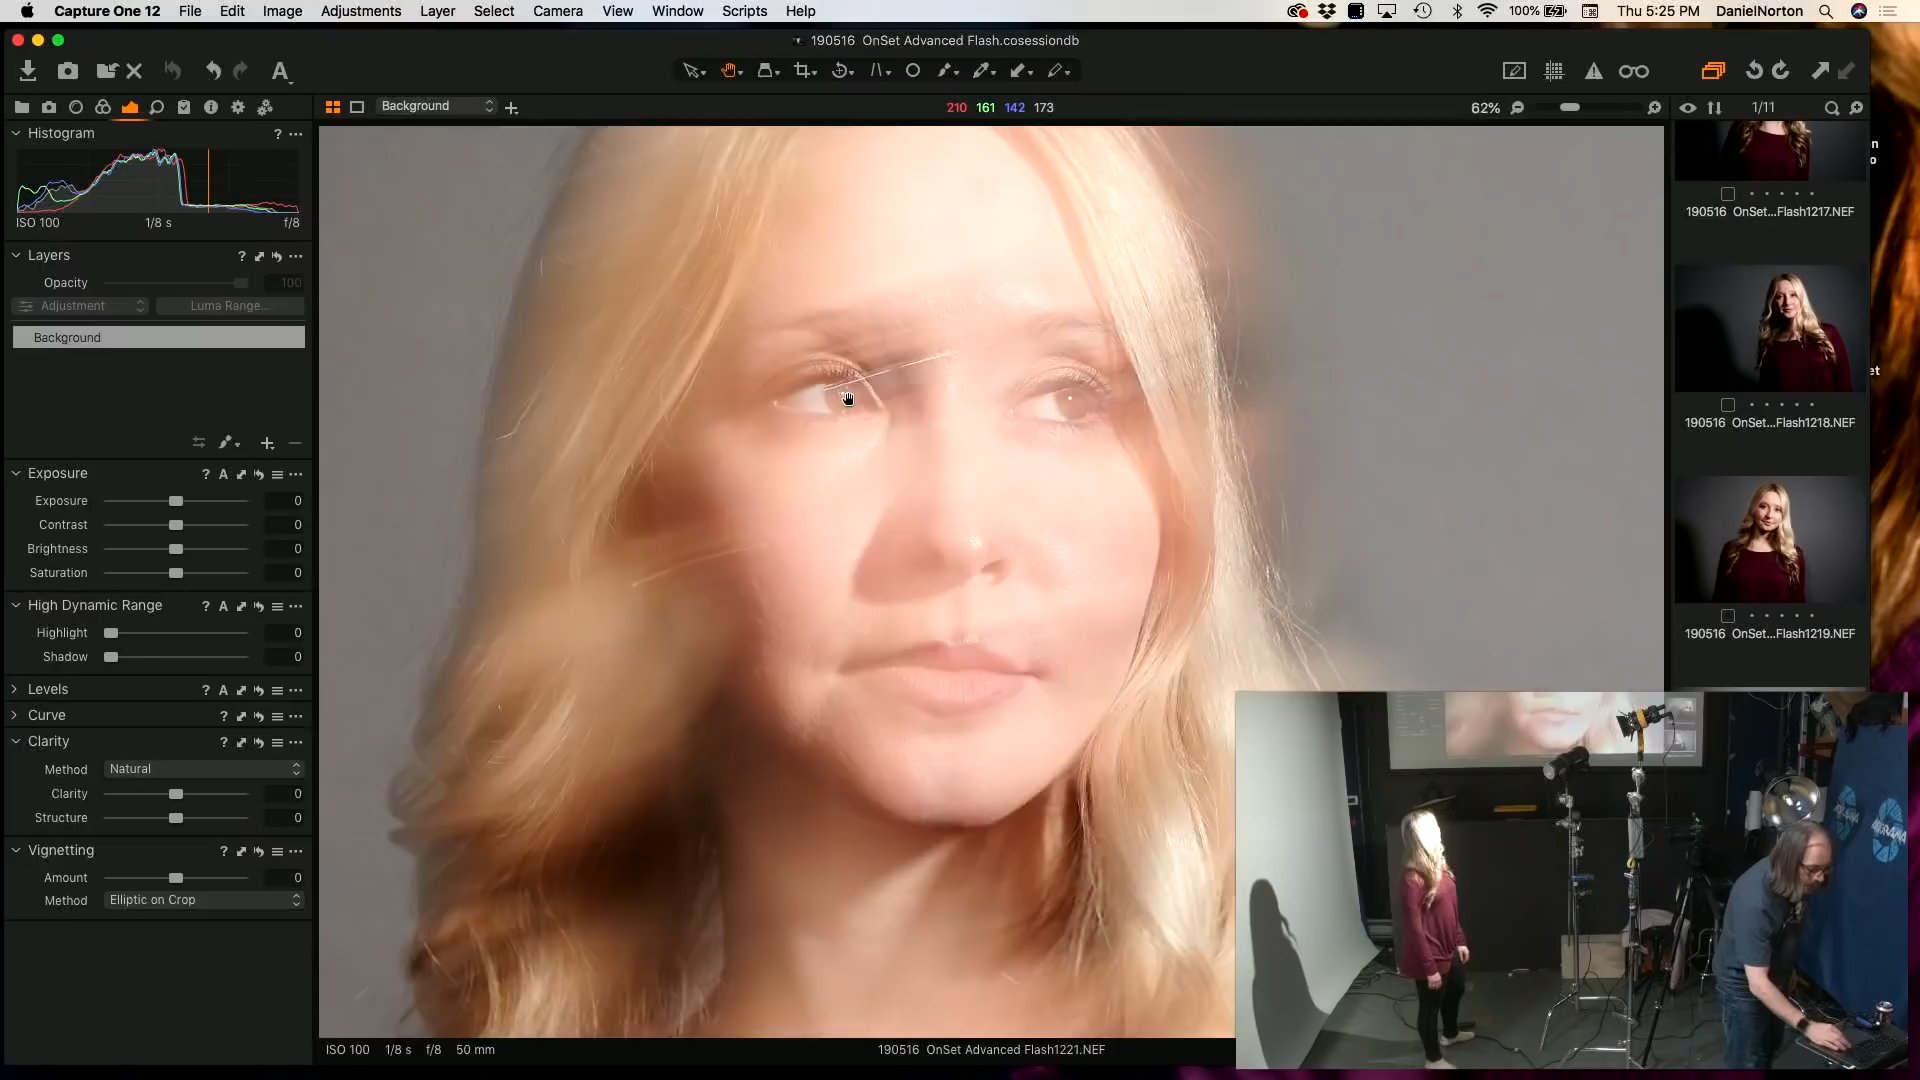 Capture One 12 File Edit Image Adjustments Layer Select Camera View Window Scripts Help 100% Thu 5:25 PM DanielNorton
190516 OnSet Advanced Flash.cosessiondb
Background
210 161 142 173
62%
1/11
Histogram
ISO 100 1/8 s f/8
Layers
Opacity 100
Adjustment Luma Range...
Background
Exposure
Exposure 0
Contrast 0
Brightness 0
Saturation 0
High Dynamic Range
Highlight 0
Shadow 0
Levels
Curve
Clarity
Method Natural
Clarity 0
Structure 0
Vignetting
Amount 0
Method Elliptic on Crop
190516 OnSet...Flash1217.NEF
190516 OnSet...Flash1218.NEF
190516 OnSet...Flash1219.NEF
n
o
et
ISO 100 1/8 s f/8 50 mm
190516 OnSet Advanced Flash1221.NEF